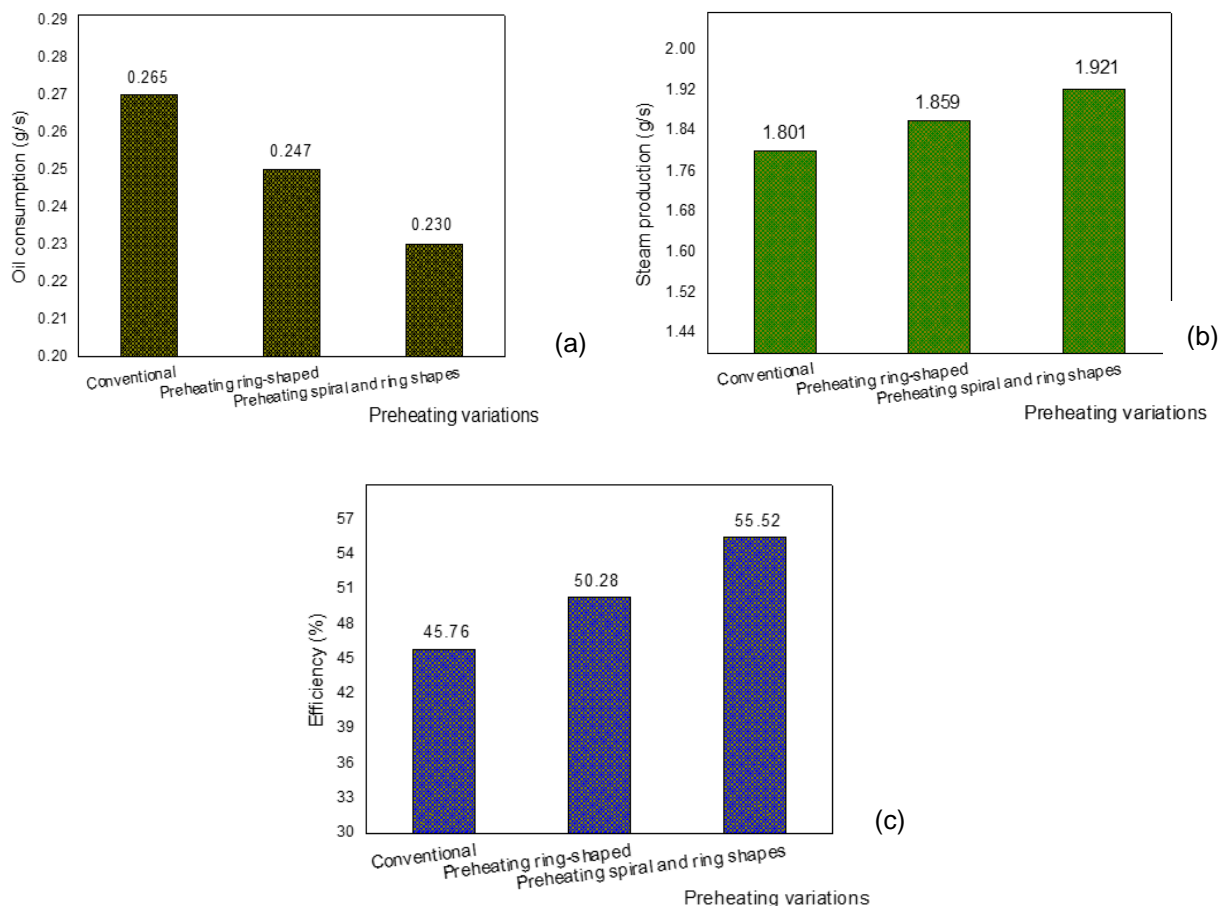 Oil consumption (g/s)
0.29
0.28
0.27
0.26
0.25
0.24
0.23
0.22
0.21
0.20
0.265
0.247
0.230
Conventional
Preheating ring-shaped
Preheating spiral and ring shapes
Preheating variations
(a)
Steam production (g/s)
2.00
1.92
1.84
1.76
1.68
1.60
1.52
1.44
1.801
1.859
1.921
Conventional
Preheating ring-shaped
Preheating spiral and ring shapes
Preheating variations
(b)
Efficiency (%)
57
54
51
48
45
42
39
36
33
30
45.76
50.28
55.52
Conventional
Preheating ring-shaped
Preheating spiral and ring shapes
Preheating variations
(c)